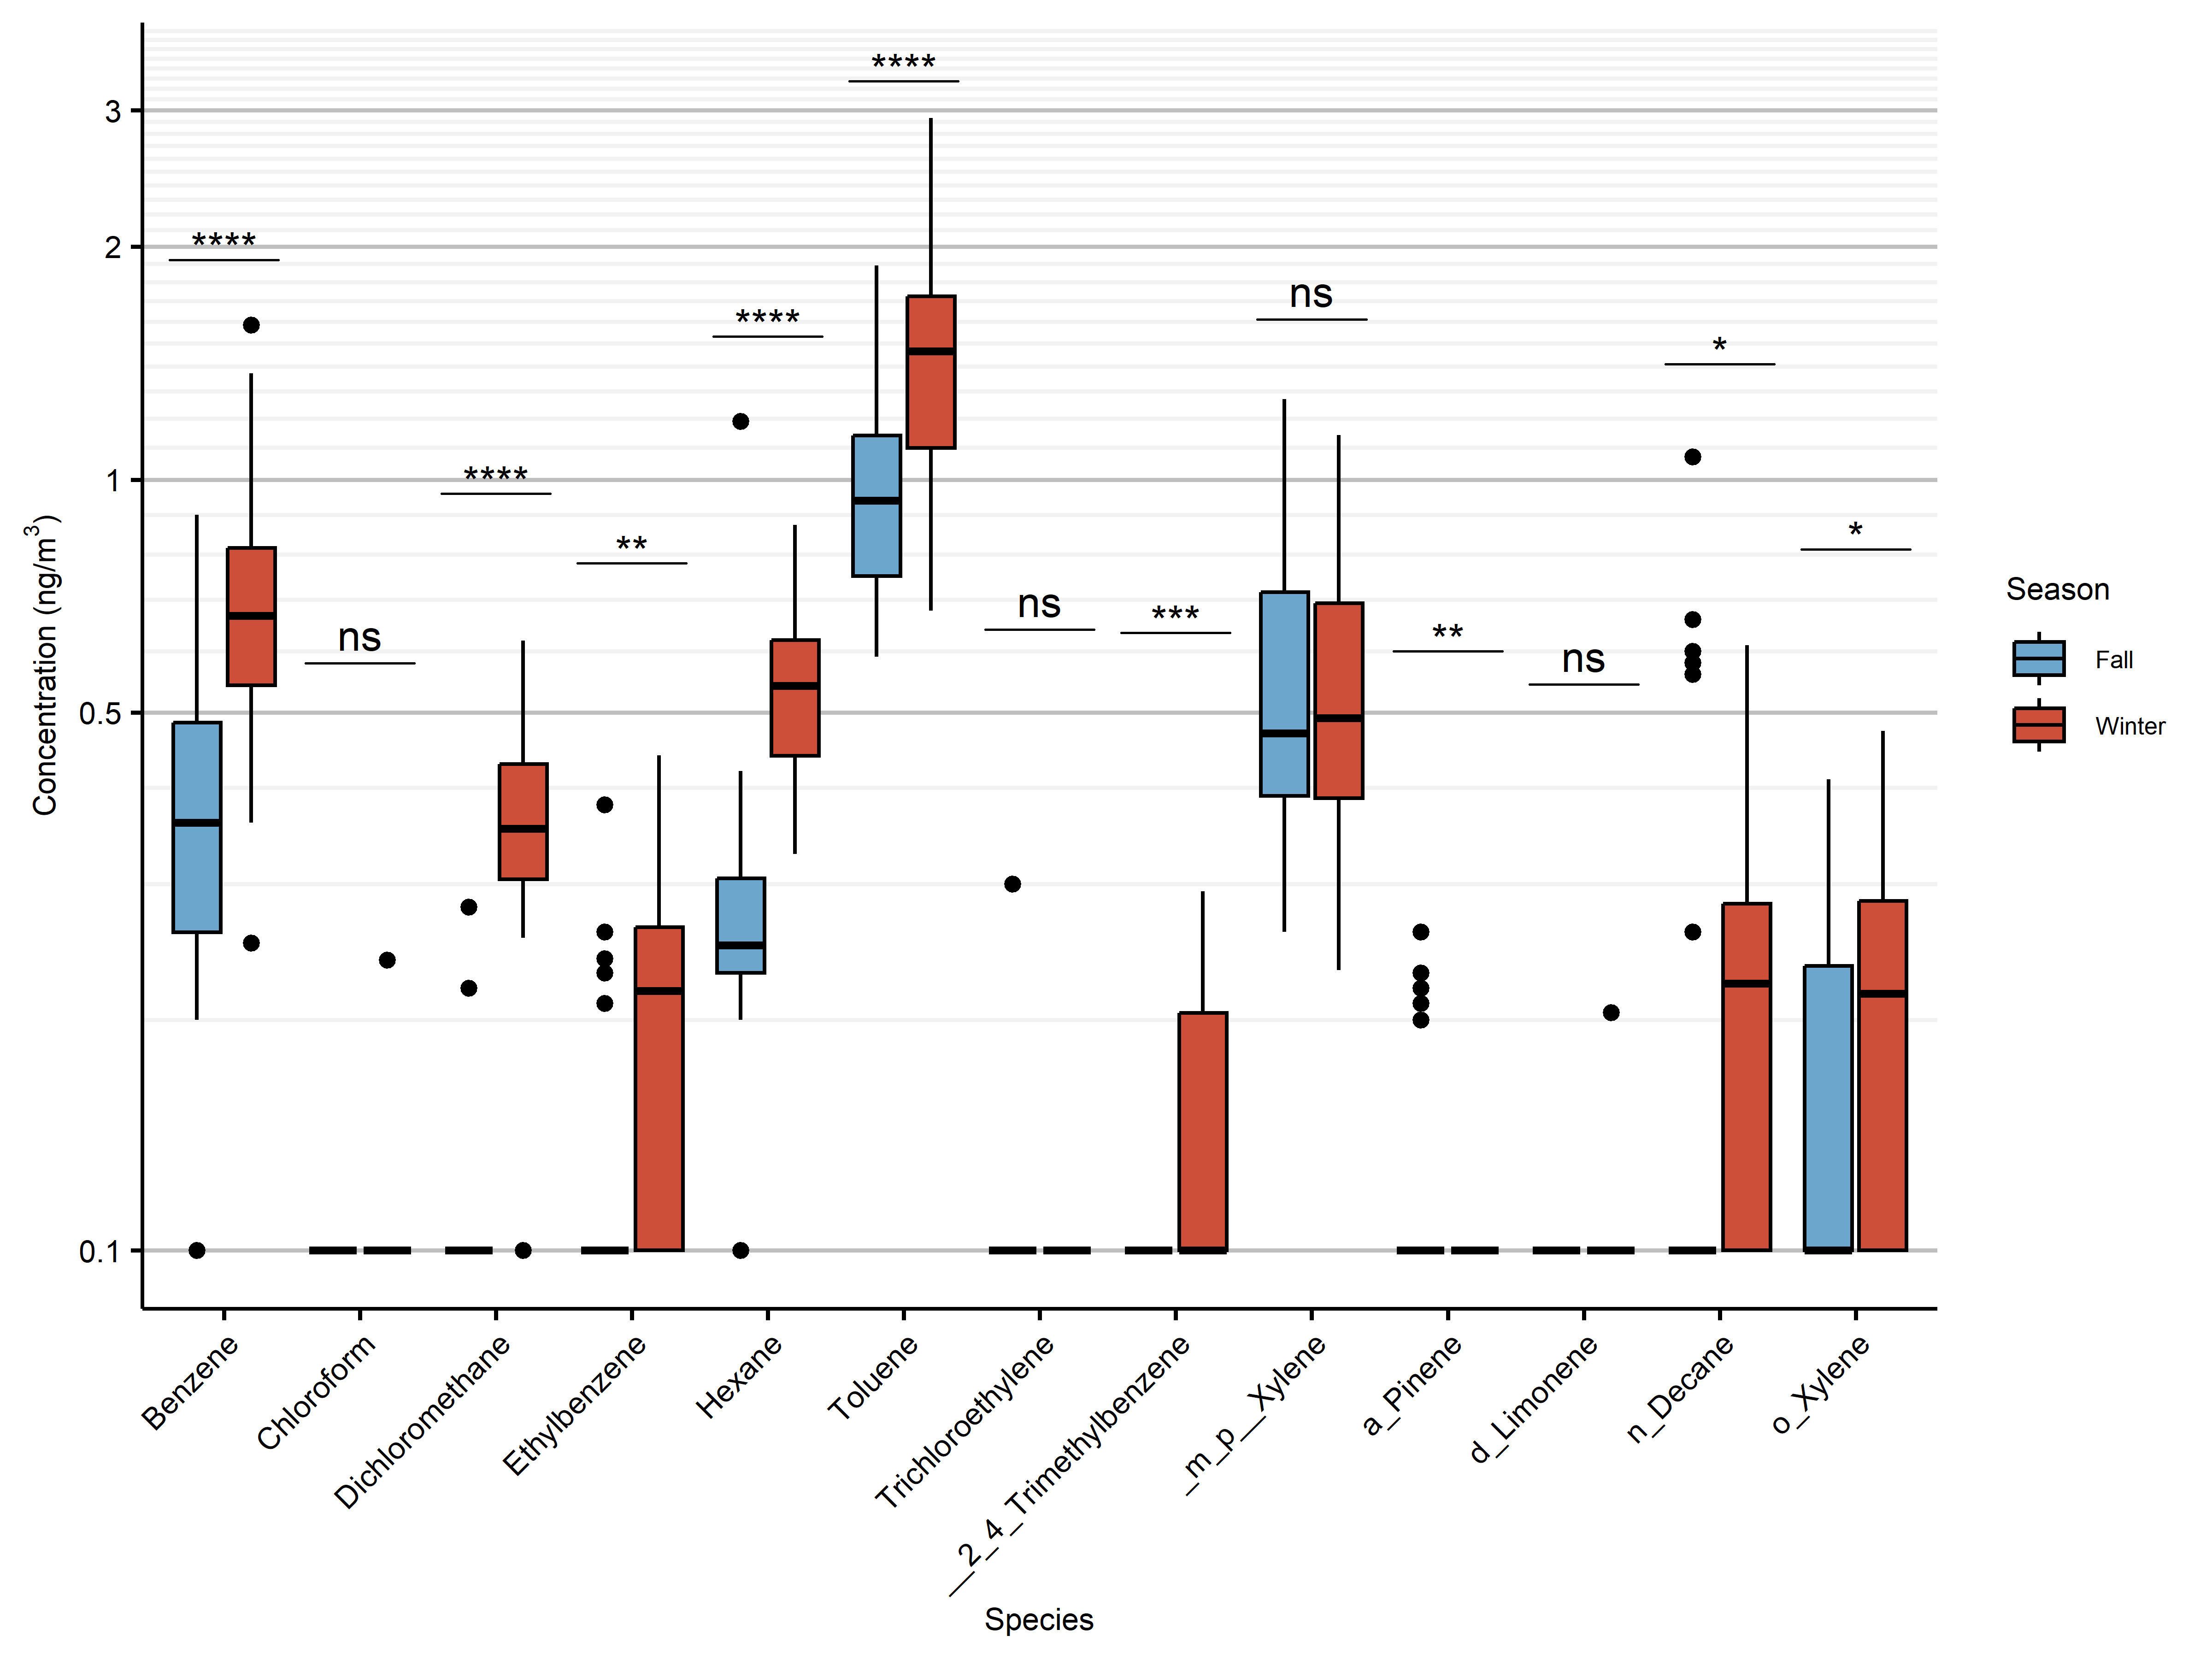 ****
3
****
2
ns
****
*
****
1
*
**
***
ns
**
ns
ns
0.5
0.1
Concentration (ng/m³)
Season
Fall
Winter
Benzene
Chloroform
Dichloromethane
Ethylbenzene
Hexane
Toluene
Trichloroethylene
__2_4_Trimethylbenzene
_m_p__Xylene
a_Pinene
d_Limonene
n_Decane
o_Xylene
Species